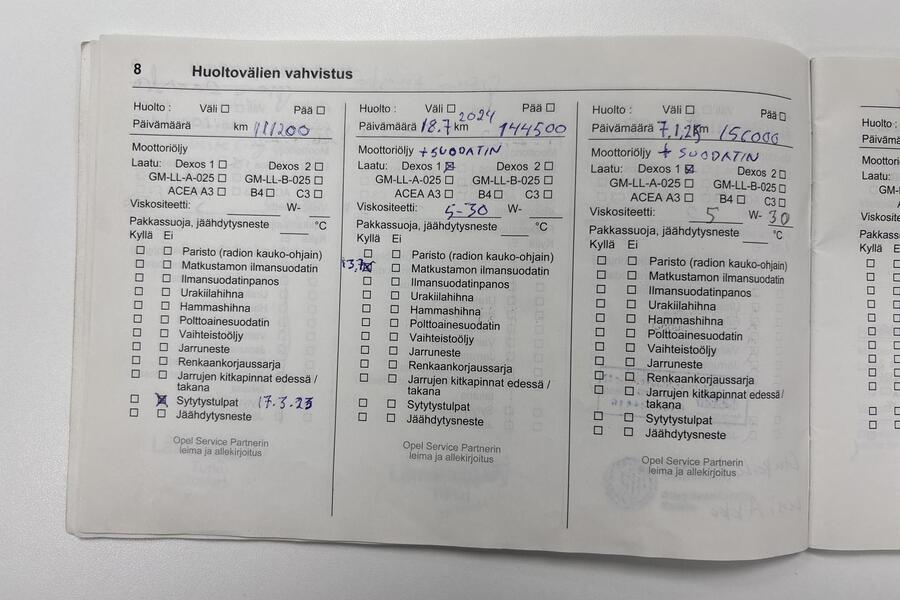 8 Huoltovälien vahvistus
Huolto : Väli ☐ Pää ☐
Päivämäärä km 111200
Moottoriöljy
Laatu: Dexos 1 ☐ Dexos 2 ☐
GM-LL-A-025 ☐ GM-LL-B-025 ☐
ACEA A3 ☐ B4 ☐ C3 ☐
Viskositeetti: W-
Pakkassuoja, jäähdytysneste °C
Kyllä Ei
☐ ☐ Paristo (radion kauko-ohjain)
☐ ☐ Matkustamon ilmansuodatin
☐ ☐ Ilmansuodatinpanos
☐ ☐ Urakiilahihna
☐ ☐ Hammashihna
☐ ☐ Polttoainesuodatin
☐ ☐ Vaihteistoöljy
☐ ☐ Jarruneste
☐ ☐ Renkaankorjaussarja
☐ ☐ Jarrujen kitkapinnat edessä /
takana
☐ ☒ Sytytystulpat 17.3.23
☐ ☐ Jäähdytysneste
Opel Service Partnerin
leima ja allekirjoitus
Huolto : Väli ☐ Pää ☐
2024
Päivämäärä 18.7 km 144500
Moottoriöljy + SUODATIN
Laatu: Dexos 1 ☒ Dexos 2 ☐
GM-LL-A-025 ☐ GM-LL-B-025 ☐
ACEA A3 ☐ B4 ☐ C3 ☐
Viskositeetti: 5-30 W-
Pakkassuoja, jäähdytysneste °C
Kyllä Ei
☐ ☐ Paristo (radion kauko-ohjain)
☒ ☐ Matkustamon ilmansuodatin
☐ ☐ Ilmansuodatinpanos
☐ ☐ Urakiilahihna
☐ ☐ Hammashihna
☐ ☐ Polttoainesuodatin
☐ ☐ Vaihteistoöljy
☐ ☐ Jarruneste
☐ ☐ Renkaankorjaussarja
☐ ☐ Jarrujen kitkapinnat edessä /
takana
☐ ☐ Sytytystulpat
☐ ☐ Jäähdytysneste
Opel Service Partnerin
leima ja allekirjoitus
Huolto : Väli ☐ Pää ☐
Päivämäärä 7.1.25 km 156000
Moottoriöljy + SUODATIN
Laatu: Dexos 1 ☒ Dexos 2 ☐
GM-LL-A-025 ☐ GM-LL-B-025 ☐
ACEA A3 ☐ B4 ☐ C3 ☐
Viskositeetti: 5 W- 30
Pakkassuoja, jäähdytysneste °C
Kyllä Ei
☐ ☐ Paristo (radion kauko-ohjain)
☐ ☐ Matkustamon ilmansuodatin
☐ ☐ Ilmansuodatinpanos
☐ ☐ Urakiilahihna
☐ ☐ Hammashihna
☐ ☐ Polttoainesuodatin
☐ ☐ Vaihteistoöljy
☐ ☐ Jarruneste
☐ ☐ Renkaankorjaussarja
☐ ☐ Jarrujen kitkapinnat edessä /
takana
☐ ☐ Sytytystulpat
☐ ☐ Jäähdytysneste
Opel Service Partnerin
leima ja allekirjoitus
Huolto :
Kyllä